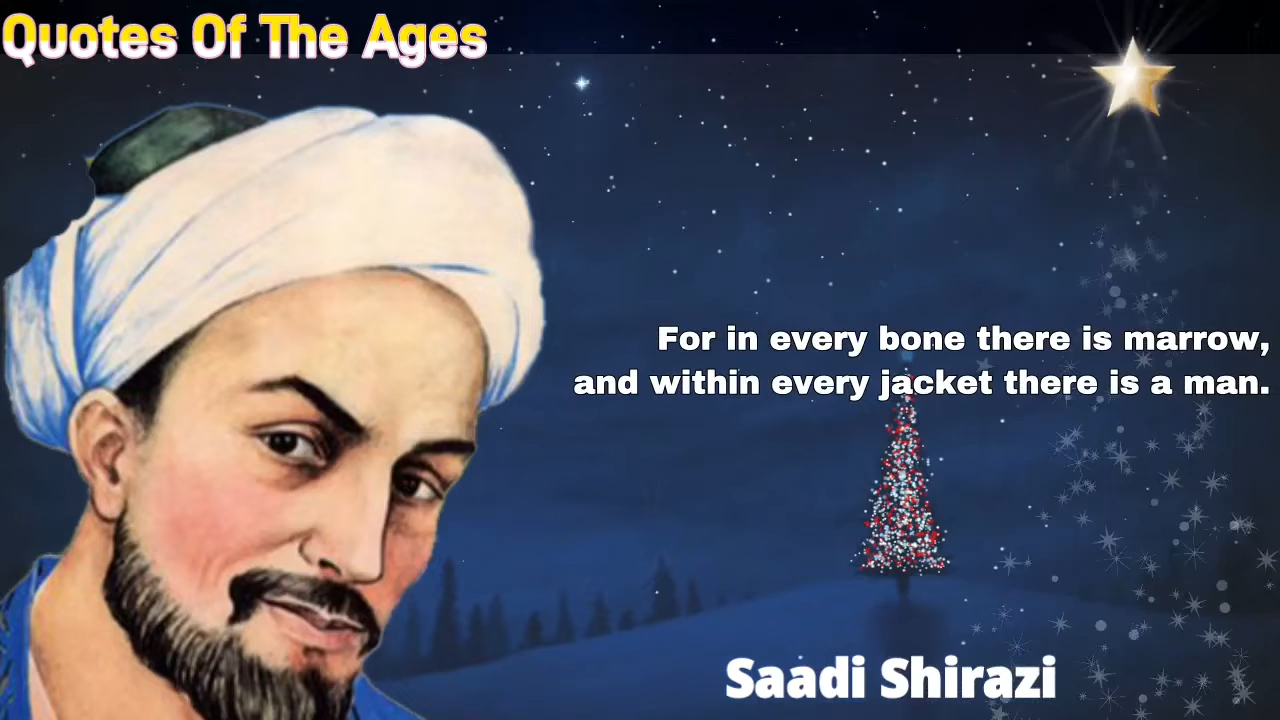 Quotes Of The Ages
For in every bone there is marrow,
and within every jacket there is a man.
Saadi Shirazi